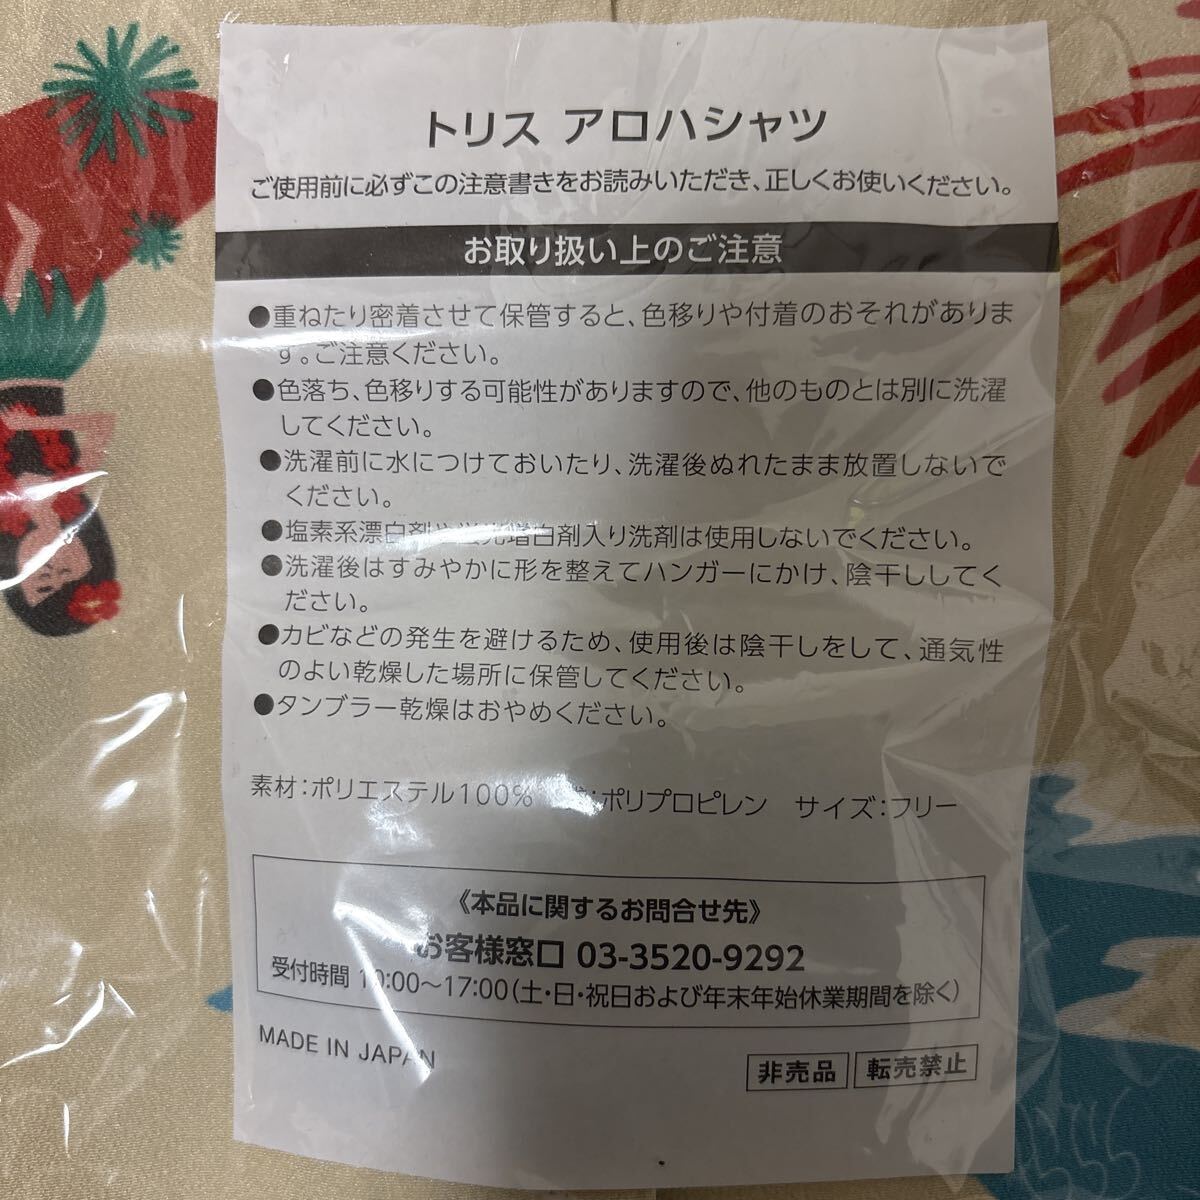 トリス アロハシャツ
ご使用前に必ずこの注意書きをお読みいただき、正しくお使いください。
お取り扱い上のご注意
●重ねたり密着させて保管すると、色移りや付着のおそれがありま
す。ご注意ください。
●色落ち、色移りする可能性がありますので、他のものとは別に洗濯
してください。
●洗濯前に水につけておいたり、洗濯後ぬれたまま放置しないで
ください。
●塩素系漂白剤や蛍光増白剤入り洗剤は使用しないでください。
●洗濯後はすみやかに形を整えてハンガーにかけ、陰干ししてく
ださい。
●カビなどの発生を避けるため、使用後は陰干しをして、通気性
のよい乾燥した場所に保管してください。
●タンブラー乾燥はおやめください。
素材:ポリエステル100% :ポリプロピレン サイズ:フリー
《本品に関するお問合せ先》
お客様窓口 03-3520-9292
受付時間 10:00〜17:00(土・日・祝日および年末年始休業期間を除く)
MADE IN JAPAN
非売品 転売禁止